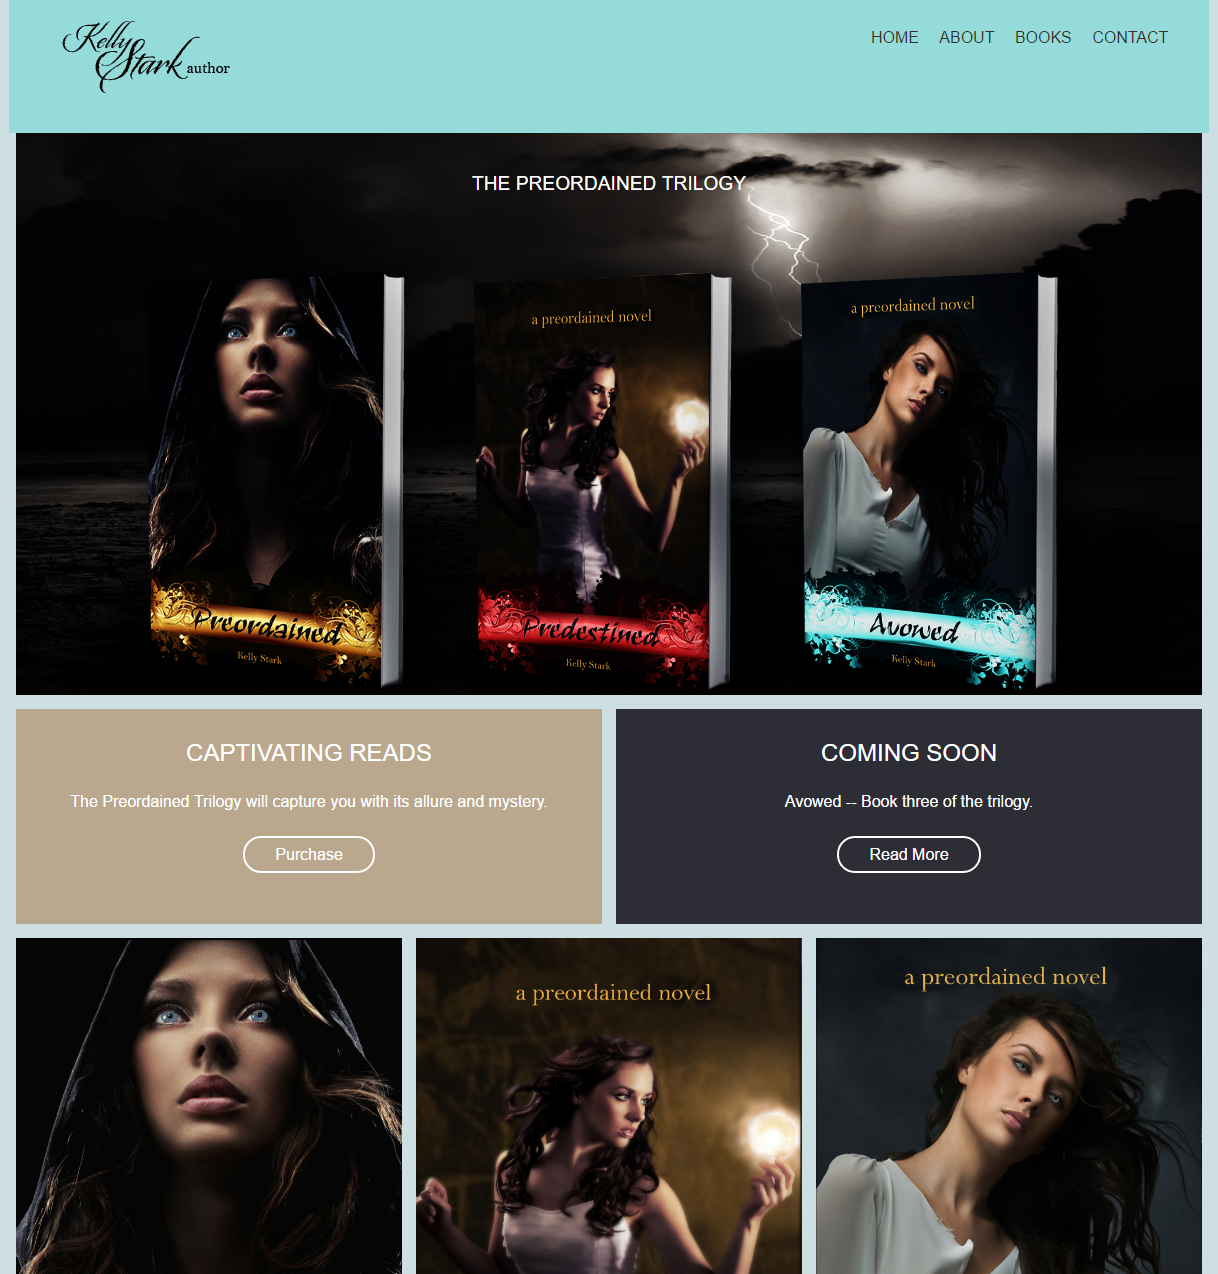 Kelly
Stark author
HOME ABOUT BOOKS CONTACT
THE PREORDAINED TRILOGY
a preordained novel
a preordained novel
Preordained
Kelly Stark
Predestined
Kelly Stark
Avowed
Kelly Stark
CAPTIVATING READS
The Preordained Trilogy will capture you with its allure and mystery.
Purchase
COMING SOON
Avowed -- Book three of the trilogy.
Read More
a preordained novel
a preordained novel